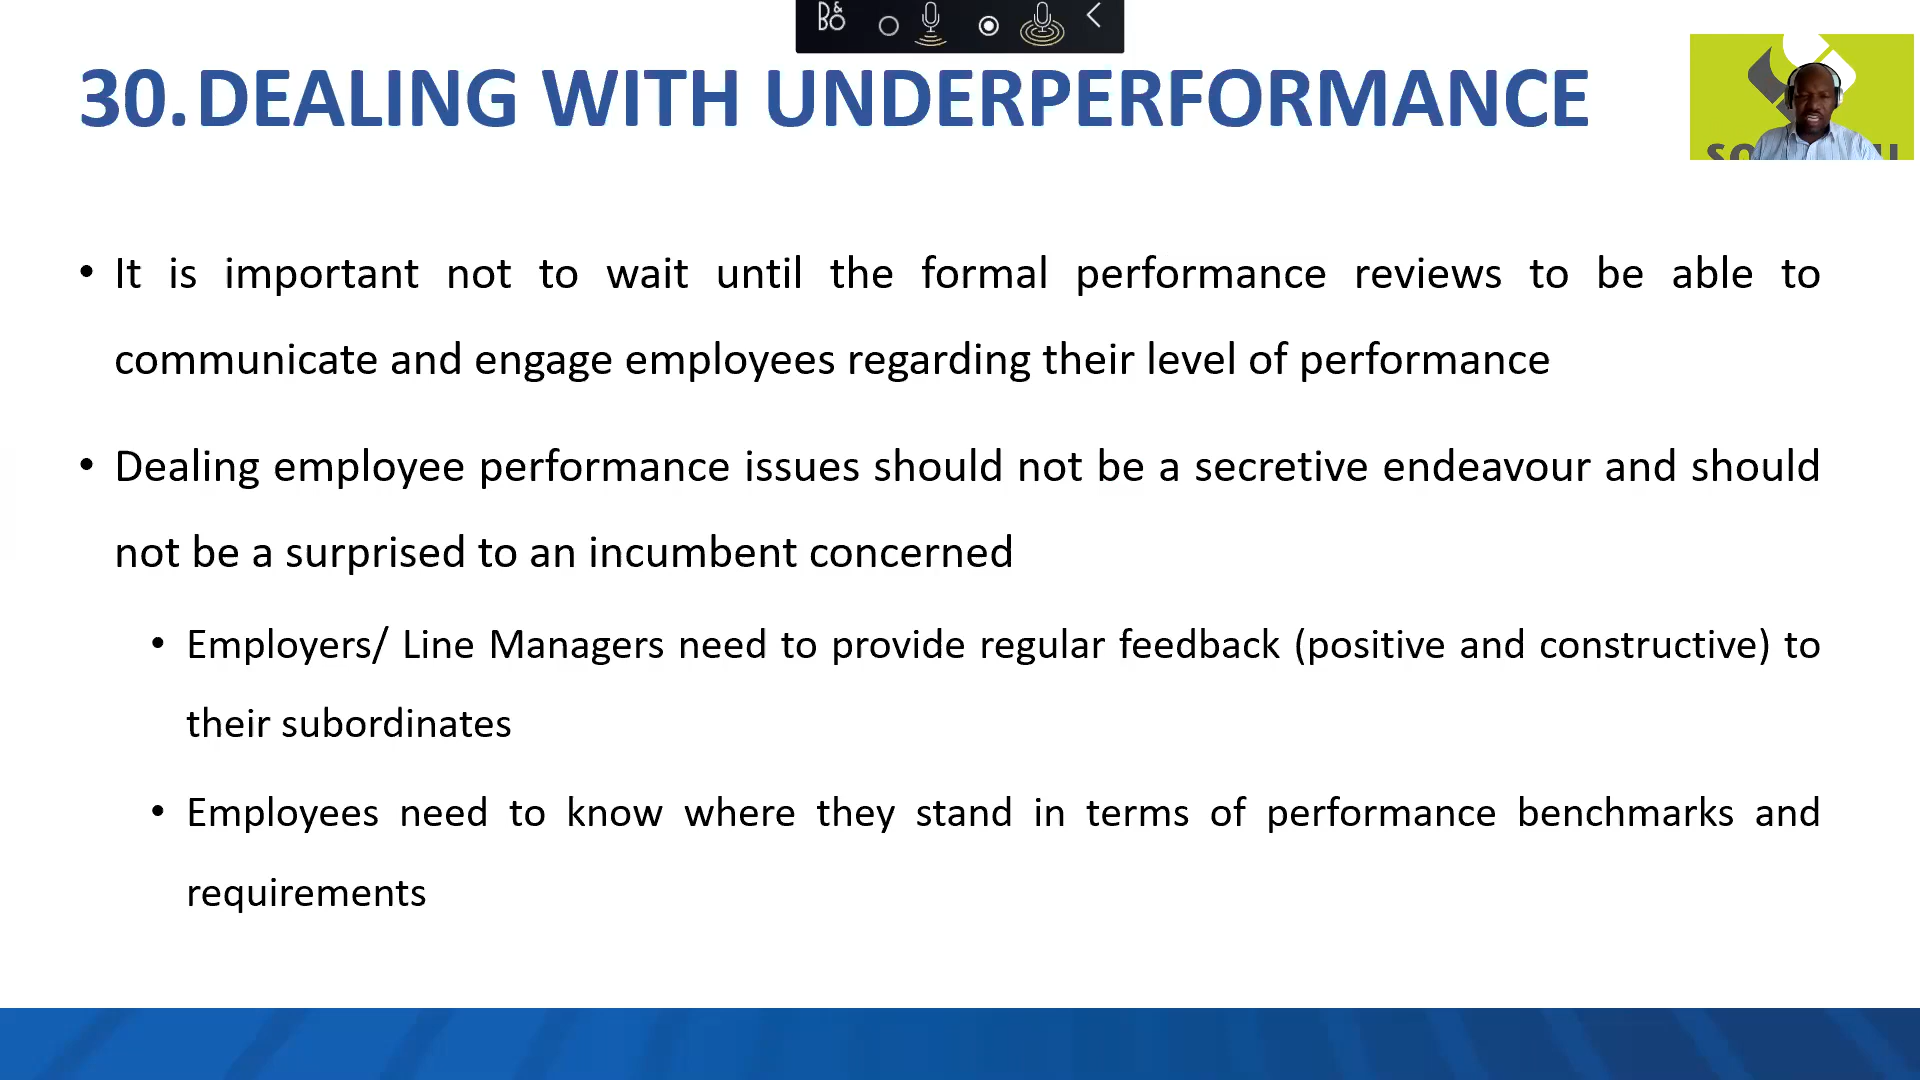 B&O
30. DEALING WITH UNDERPERFORMANCE
• It is important not to wait until the formal performance reviews to be able to
communicate and engage employees regarding their level of performance
• Dealing employee performance issues should not be a secretive endeavour and should
not be a surprised to an incumbent concerned
• Employers/ Line Managers need to provide regular feedback (positive and constructive) to
their subordinates
• Employees need to know where they stand in terms of performance benchmarks and
requirements